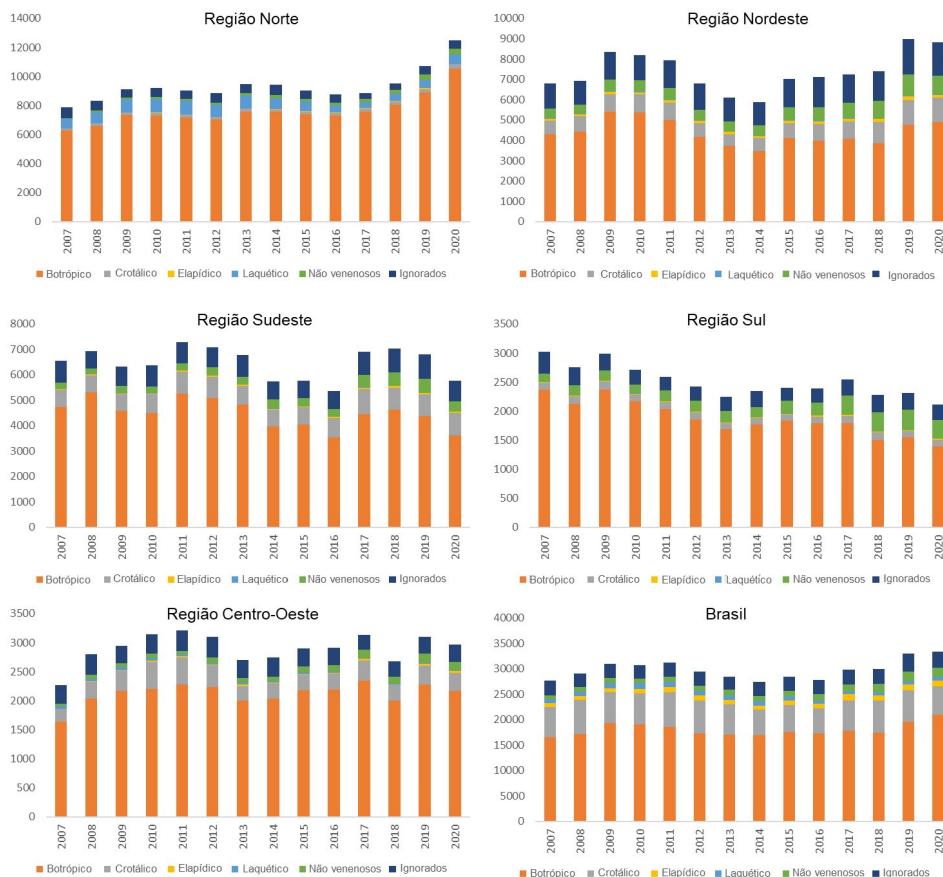 Região Norte
14000
12000
10000
8000
6000
4000
2000
0
2007 2008 2009 2010 2011 2012 2013 2014 2015 2016 2017 2018 2019 2020
Botrópico Crotálico Elapídico Laquético Não venenosos Ignorados
Região Nordeste
10000
9000
8000
7000
6000
5000
4000
3000
2000
1000
0
2007 2008 2009 2010 2011 2012 2013 2014 2015 2016 2017 2018 2019 2020
Botrópico Crotálico Elapídico Laquético Não venenosos Ignorados
Região Sudeste
8000
7000
6000
5000
4000
3000
2000
1000
0
2007 2008 2009 2010 2011 2012 2013 2014 2015 2016 2017 2018 2019 2020
Botrópico Crotálico Elapídico Laquético Não venenosos Ignorados
Região Sul
3500
3000
2500
2000
1500
1000
500
0
2007 2008 2009 2010 2011 2012 2013 2014 2015 2016 2017 2018 2019 2020
Botrópico Crotálico Elapídico Laquético Não venenosos Ignorados
Região Centro-Oeste
3500
3000
2500
2000
1500
1000
500
0
2007 2008 2009 2010 2011 2012 2013 2014 2015 2016 2017 2018 2019 2020
Botrópico Crotálico Elapídico Laquético Não venenosos Ignorados
Brasil
40000
35000
30000
25000
20000
15000
10000
5000
0
2007 2008 2009 2010 2011 2012 2013 2014 2015 2016 2017 2018 2019 2020
Botrópico Crotálico Elapídico Laquético Não venenosos Ignorados